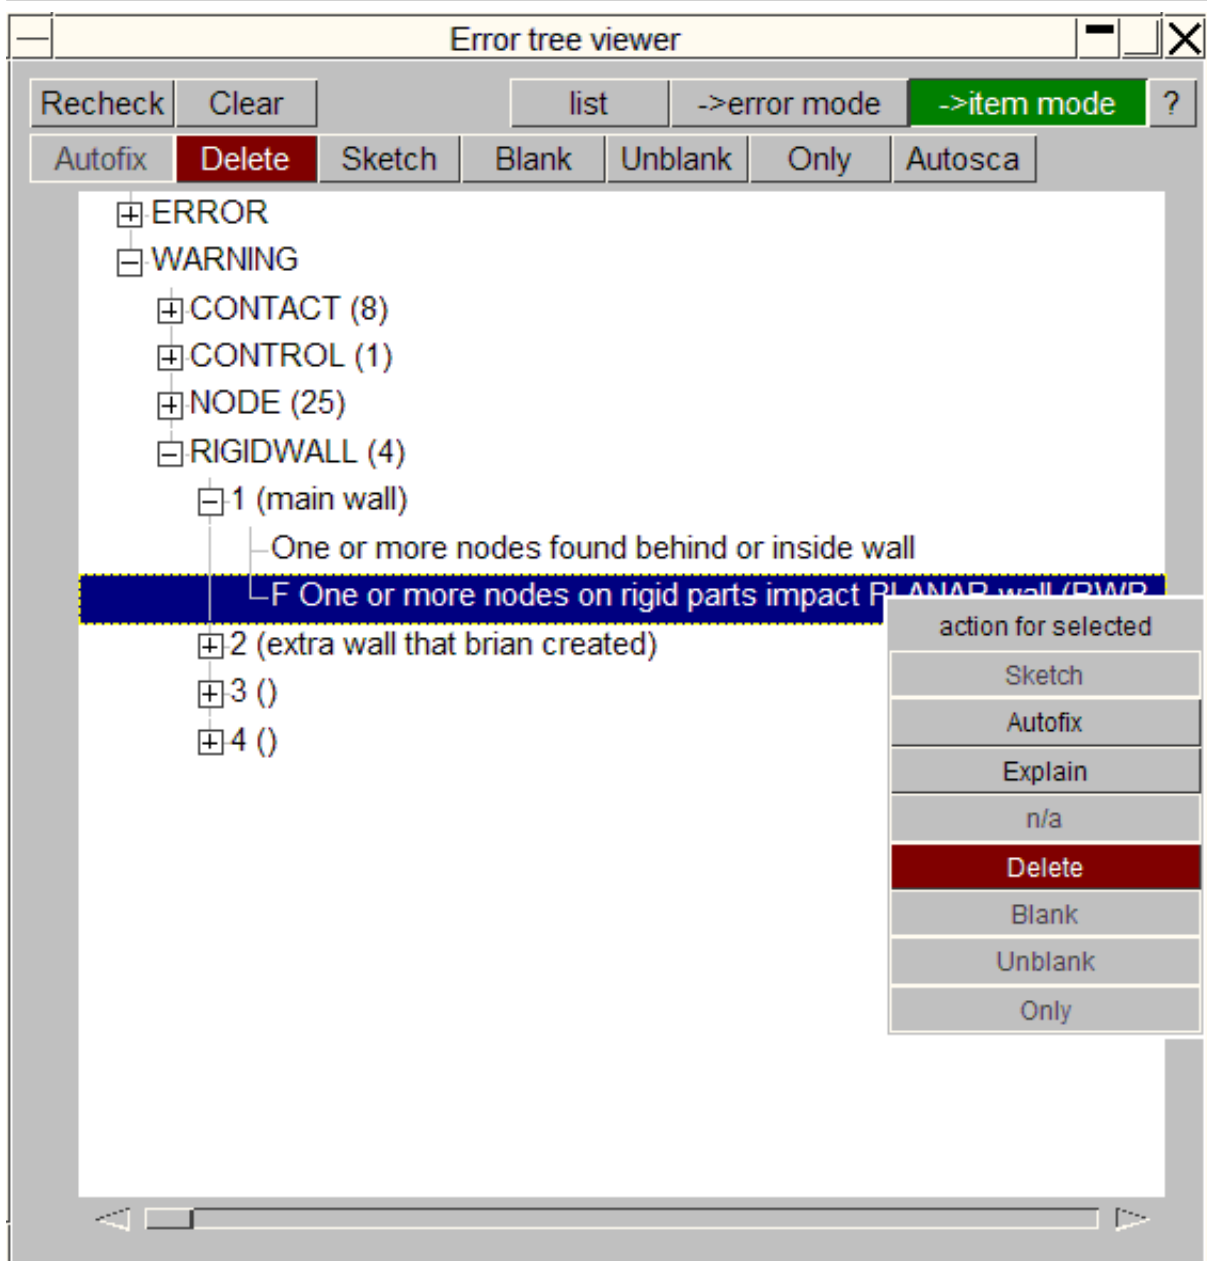 Error tree viewer
Recheck Clear list ->error mode ->item mode ?
Autofix Delete Sketch Blank Unblank Only Autosca
ERROR
WARNING
CONTACT (8)
CONTROL (1)
NODE (25)
RIGIDWALL (4)
1 (main wall)
One or more nodes found behind or inside wall
F One or more nodes on rigid parts impact PLANAR wall (RWP
2 (extra wall that brian created)
3 ()
4 ()
action for selected
Sketch
Autofix
Explain
n/a
Delete
Blank
Unblank
Only